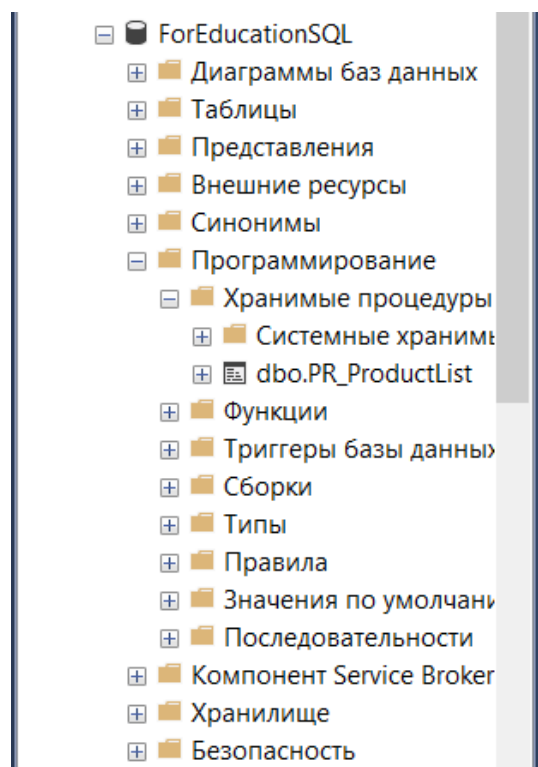 ForEducationSQL
Диаграммы баз данных
Таблицы
Представления
Внешние ресурсы
Синонимы
Программирование
Хранимые процедуры
Системные хранимы
dbo.PR_ProductList
Функции
Триггеры базы данных
Сборки
Типы
Правила
Значения по умолчани
Последовательности
Компонент Service Broker
Хранилище
Безопасность